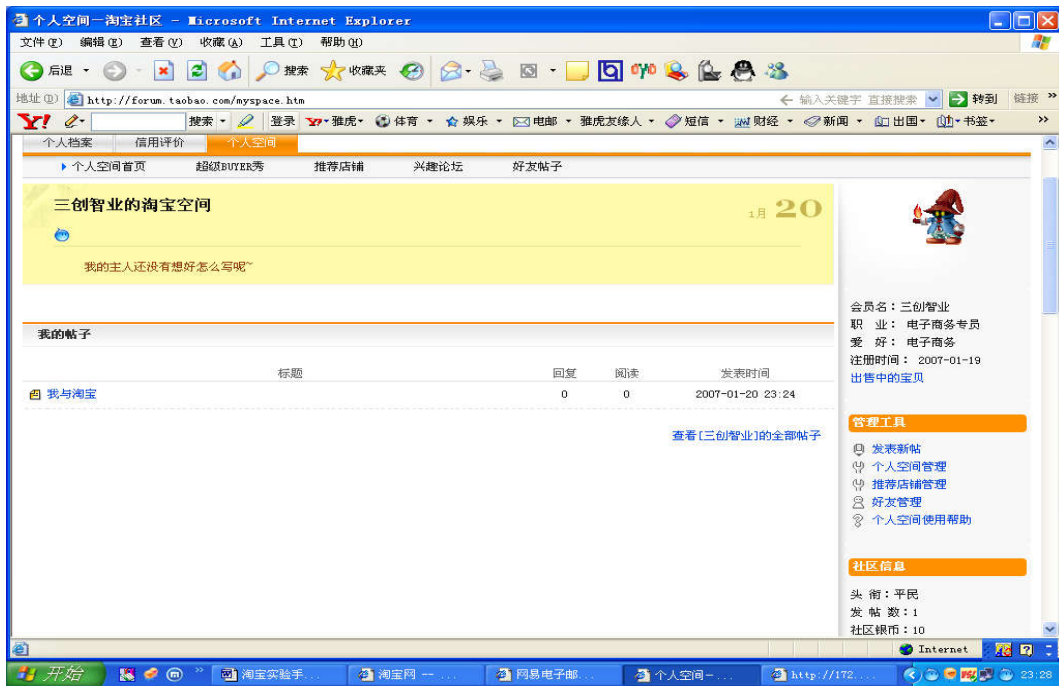 个人空间－淘宝社区 - Microsoft Internet Explorer
文件(F) 编辑(E) 查看(V) 收藏(A) 工具(T) 帮助(H)
后退 搜索 收藏夹
地址(D) http://forum.taobao.com/myspace.htm 输入关键字 直接搜索 转到 链接 »
Y! 搜索 登录 雅虎 体育 娱乐 电邮 雅虎友缘人 短信 财经 新闻 出国 书签 »
个人档案 信用评价 个人空间
个人空间首页 超级BUYER秀 推荐店铺 兴趣论坛 好友帖子
三创智业的淘宝空间
1月 20
我的主人还没有想好怎么写呢~
我的帖子
标题 回复 阅读 发表时间
我与淘宝 0 0 2007-01-20 23:24
查看[三创智业]的全部帖子
会员名：三创智业
职 业： 电子商务专员
爱 好： 电子商务
注册时间： 2007-01-19
出售中的宝贝
管理工具
发表新帖
个人空间管理
推荐店铺管理
好友管理
个人空间使用帮助
社区信息
头 衔：平民
发 帖 数：1
社区银币：10
Internet
开始 » 淘宝实验手... 淘宝网 -- ... 网易电子邮... 个人空间－... http://172.... 23:28